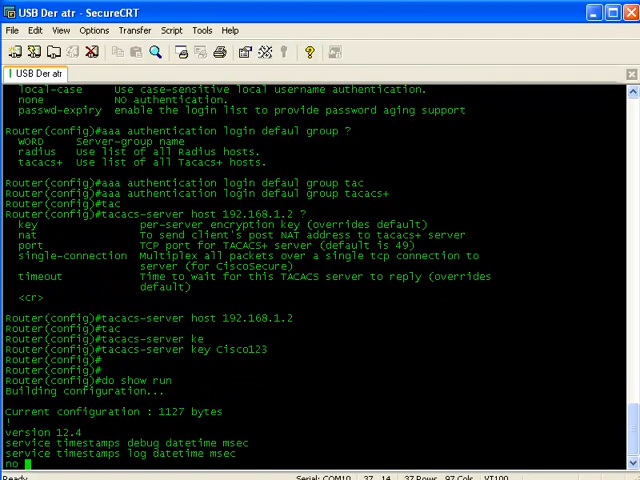 USB Der atr - SecureCRT
File Edit View Options Transfer Script Tools Help
USB Der atr
local-case Use case-sensitive local username authentication.
none NO authentication.
passwd-expiry enable the login list to provide password aging support
Router(config)#aaa authentication login defaul group ?
WORD Server-group name
radius Use list of all Radius hosts.
tacacs+ Use list of all Tacacs+ hosts.
Router(config)#aaa authentication login defaul group tac
Router(config)#aaa authentication login defaul group tacacs+
Router(config)#tac
Router(config)#tacacs-server host 192.168.1.2 ?
key per-server encryption key (overrides default)
nat To send client's post NAT address to tacacs+ server
port TCP port for TACACS+ server (default is 49)
single-connection Multiplex all packets over a single tcp connection to
server (for CiscoSecure)
timeout Time to wait for this TACACS server to reply (overrides
default)
<cr>
Router(config)#tacacs-server host 192.168.1.2
Router(config)#tac
Router(config)#tacacs-server ke
Router(config)#tacacs-server key Cisco123
Router(config)#
Router(config)#
Router(config)#do show run
Building configuration...
Current configuration : 1127 bytes
!
version 12.4
service timestamps debug datetime msec
service timestamps log datetime msec
no
Ready Serial: COM10 37, 14 37 Rows, 97 Cols VT100